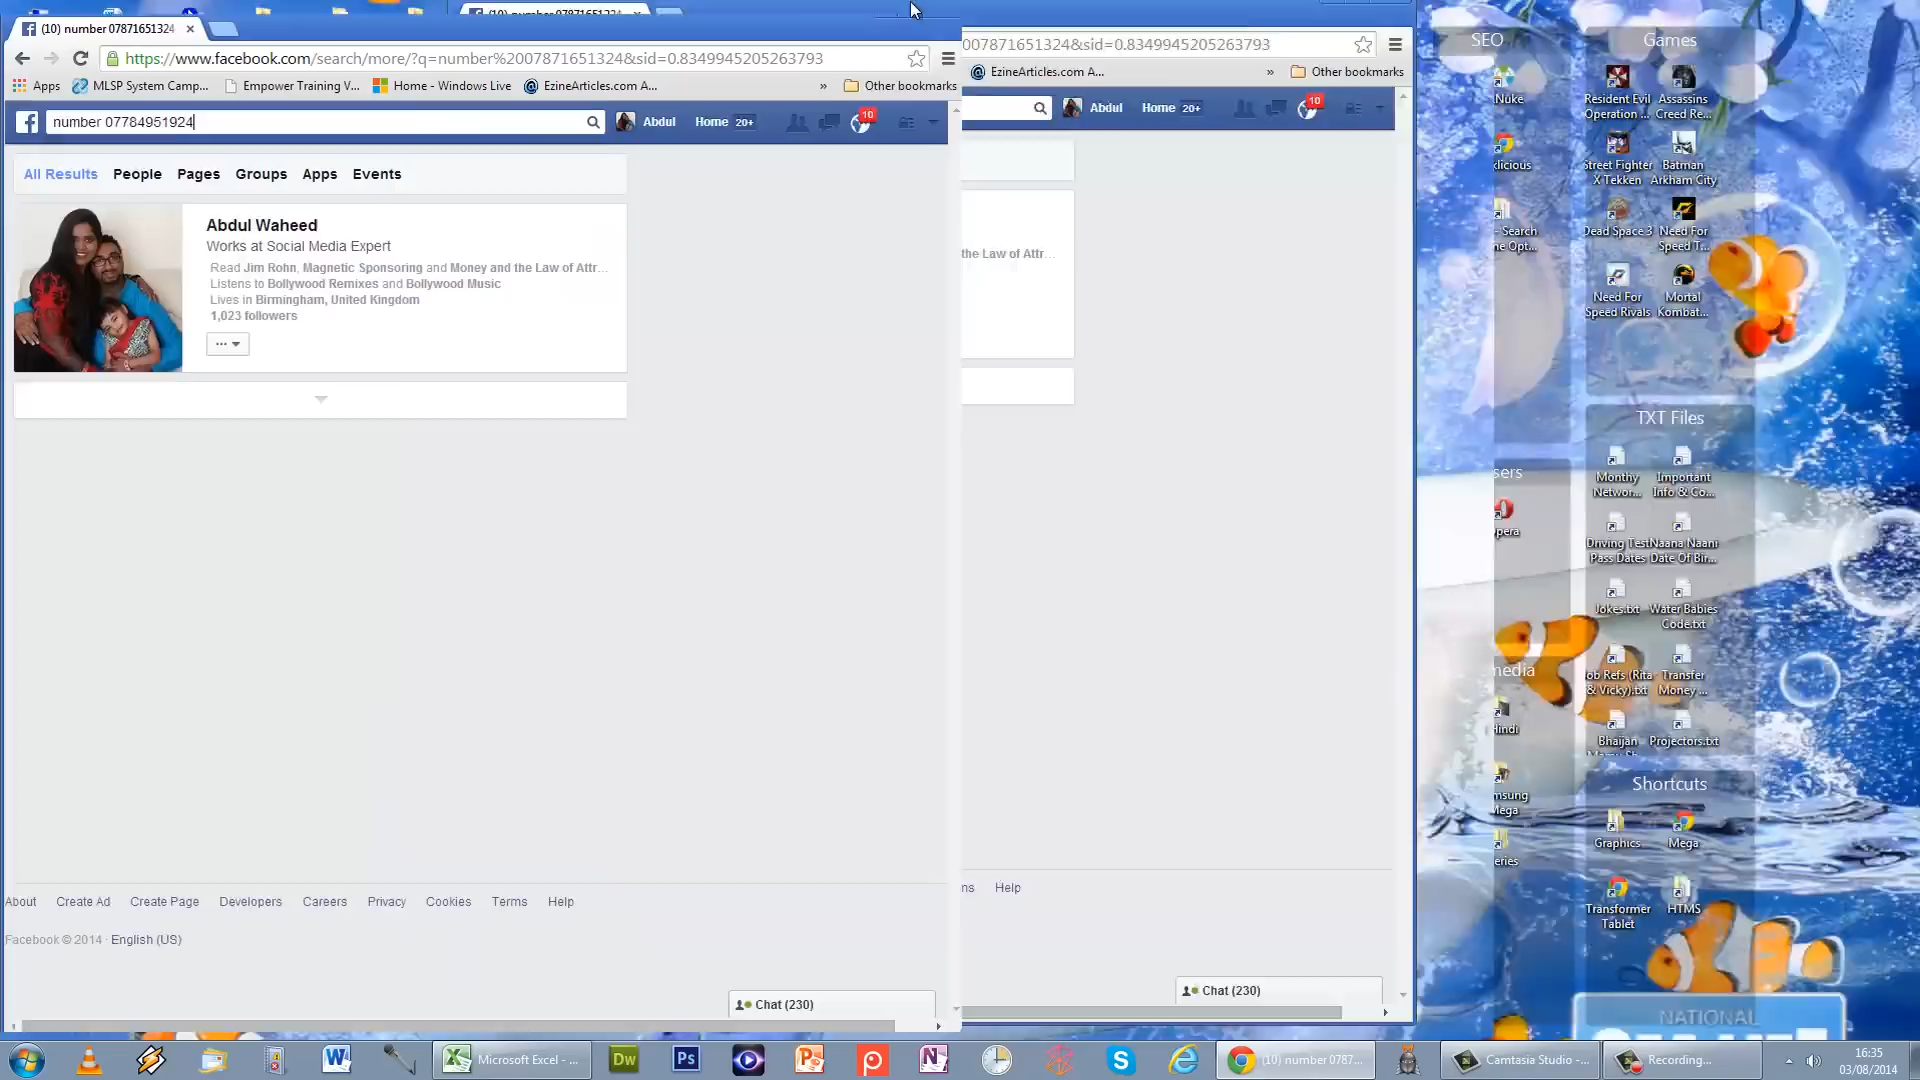 (10) number 07871651324
https://www.facebook.com/search/more/?q=number%2007871651324&sid=0.8349945205263793
Apps
MLSP System Camp...
Empower Training V...
Home - Windows Live
EzineArticles.com A...
»
Other bookmarks
number 07784951924
Abdul
Home 20+
10
All Results
People
Pages
Groups
Apps
Events
Abdul Waheed
Works at Social Media Expert
Read Jim Rohn, Magnetic Sponsoring and Money and the Law of Attr...
Listens to Bollywood Remixes and Bollywood Music
Lives in Birmingham, United Kingdom
1,023 followers
About
Create Ad
Create Page
Developers
Careers
Privacy
Cookies
Terms
Help
Facebook © 2014 · English (US)
Chat (230)
007871651324&sid=0.8349945205263793
EzineArticles.com A...
»
Other bookmarks
Abdul
Home 20+
10
the Law of Attr...
ns
Help
Chat (230)
SEO
Nuke
klicious
- Search
ne Opt...
sers
pera
media
Hindi
msung
Mega
eries
Games
Resident Evil
Operation ...
Assassins
Creed Re...
Street Fighter
X Tekken
Batman
Arkham City
Dead Space 3
Need For
Speed T...
Need For
Speed Rivals
Mortal
Kombat...
TXT Files
Monthy
Networ...
Important
Info & Co...
Driving Test
Pass Dates
Naana Naani
Date Of Bir...
Jokes.txt
Water Babies
Code.txt
ob Refs (Rita
& Vicky).txt
Transfer
Money ...
Bhaijan
Projectors.txt
Shortcuts
Graphics
Mega
Transformer
Tablet
HTMS
NATIONAL
Microsoft Excel - ...
(10) number 0787...
Camtasia Studio -...
Recording...
16:35
03/08/2014